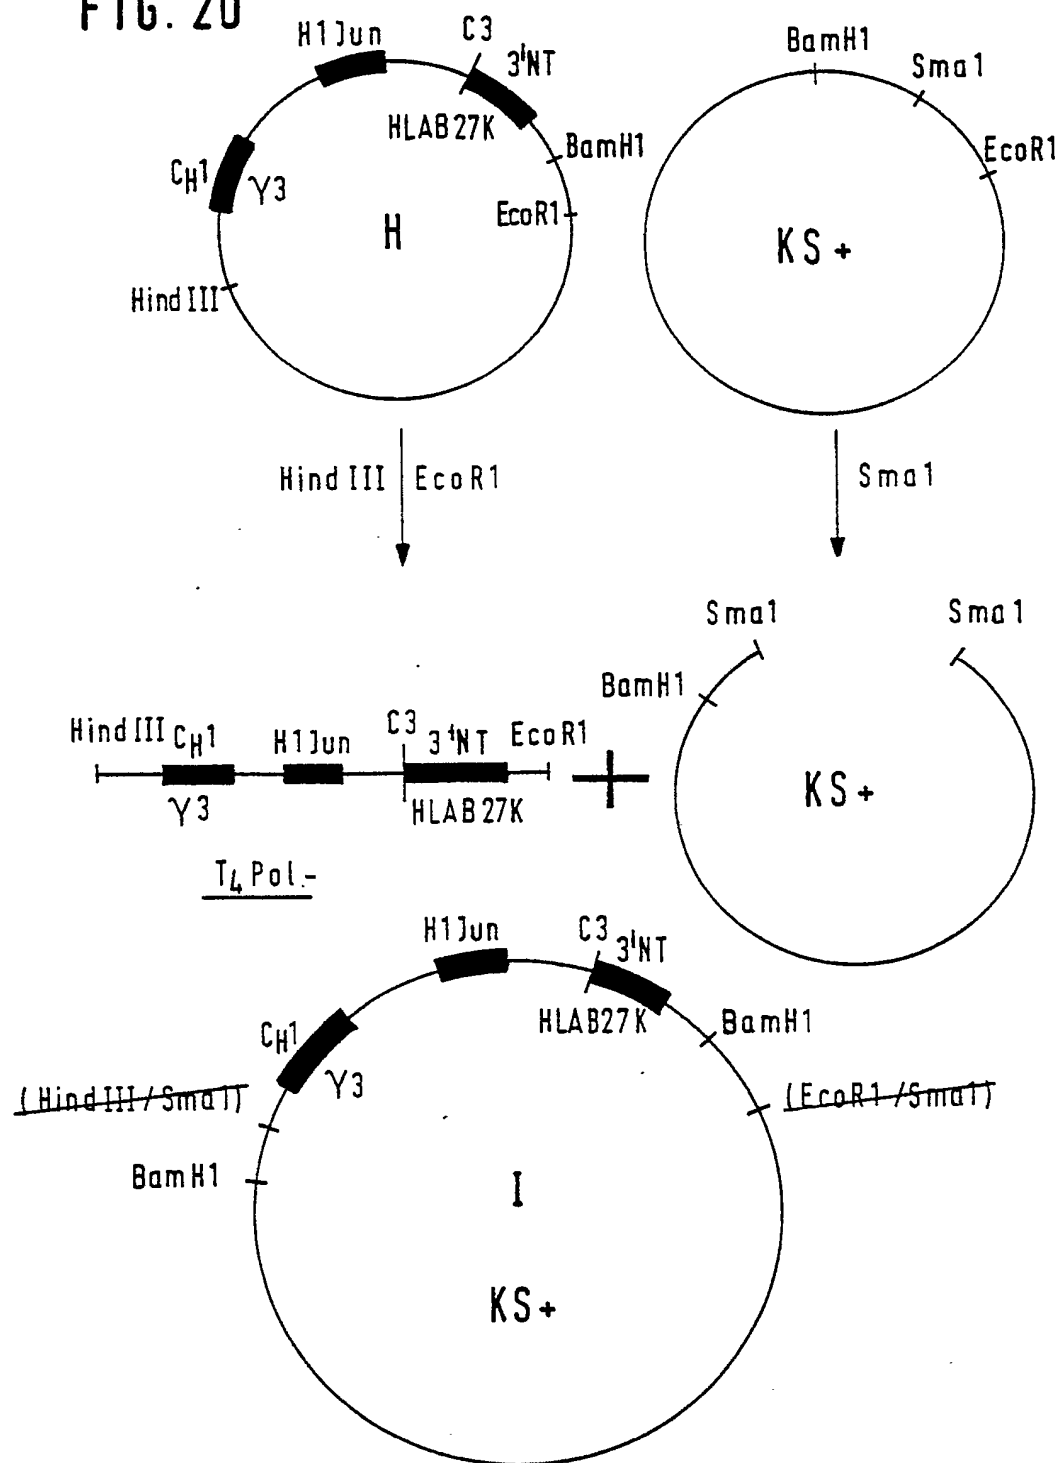 FIG. 20
H1Jun
C3
3'NT
HLAB27K
BamH1
EcoR1
CH1
γ3
H
Hind III
BamH1
Sma1
EcoR1
KS+
Hind III EcoR1
Sma1
Sma1
Sma1
BamH1
KS+
Hind III
CH1
γ3
H1Jun
C3
3'NT
HLAB27K
EcoR1
+
T4 Pol.-
H1Jun
C3
3'NT
HLAB27K
BamH1
(EcoR1/Sma1)
CH1
γ3
(Hind III/Sma1)
BamH1
I
KS+